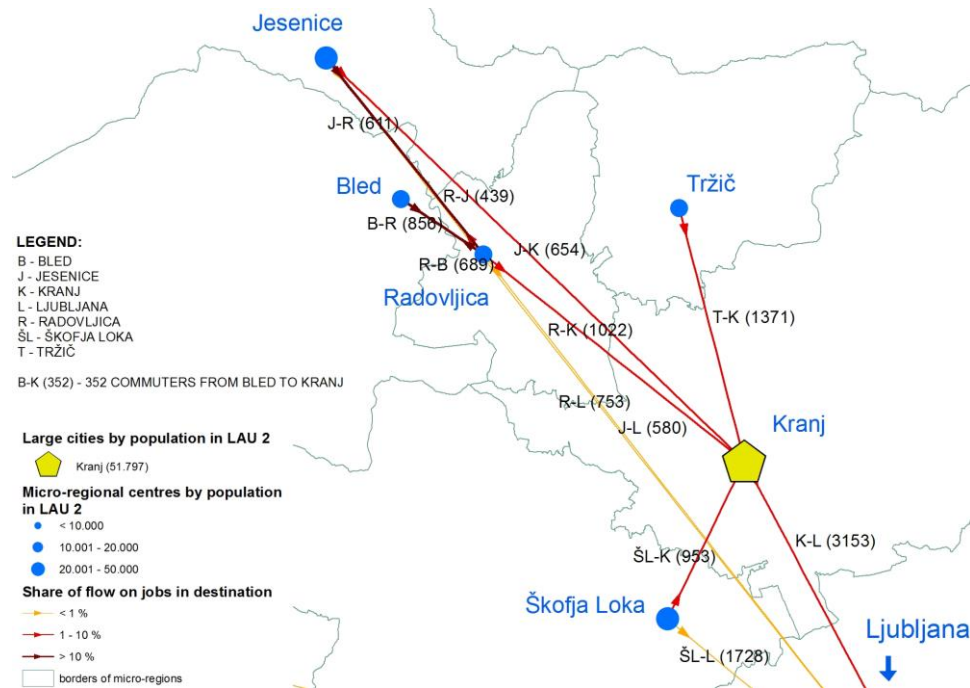 Jesenice
J-R (611)
Bled
Tržič
R-J (439)
B-R (856)
J-K (654)
R-B (689)
Radovljica
R-K (1022)
T-K (1371)
R-L (753)
J-L (580)
Kranj
K-L (3153)
ŠL-K (953)
Škofja Loka
Ljubljana
ŠL-L (1728)
LEGEND:
B - BLED
J - JESENICE
K - KRANJ
L - LJUBLJANA
R - RADOVLJICA
ŠL - ŠKOFJA LOKA
T - TRŽIČ
B-K (352) - 352 COMMUTERS FROM BLED TO KRANJ
Large cities by population in LAU 2
Kranj (51.797)
Micro-regional centres by population
in LAU 2
< 10.000
10.001 - 20.000
20.001 - 50.000
Share of flow on jobs in destination
< 1 %
1 - 10 %
> 10 %
borders of micro-regions